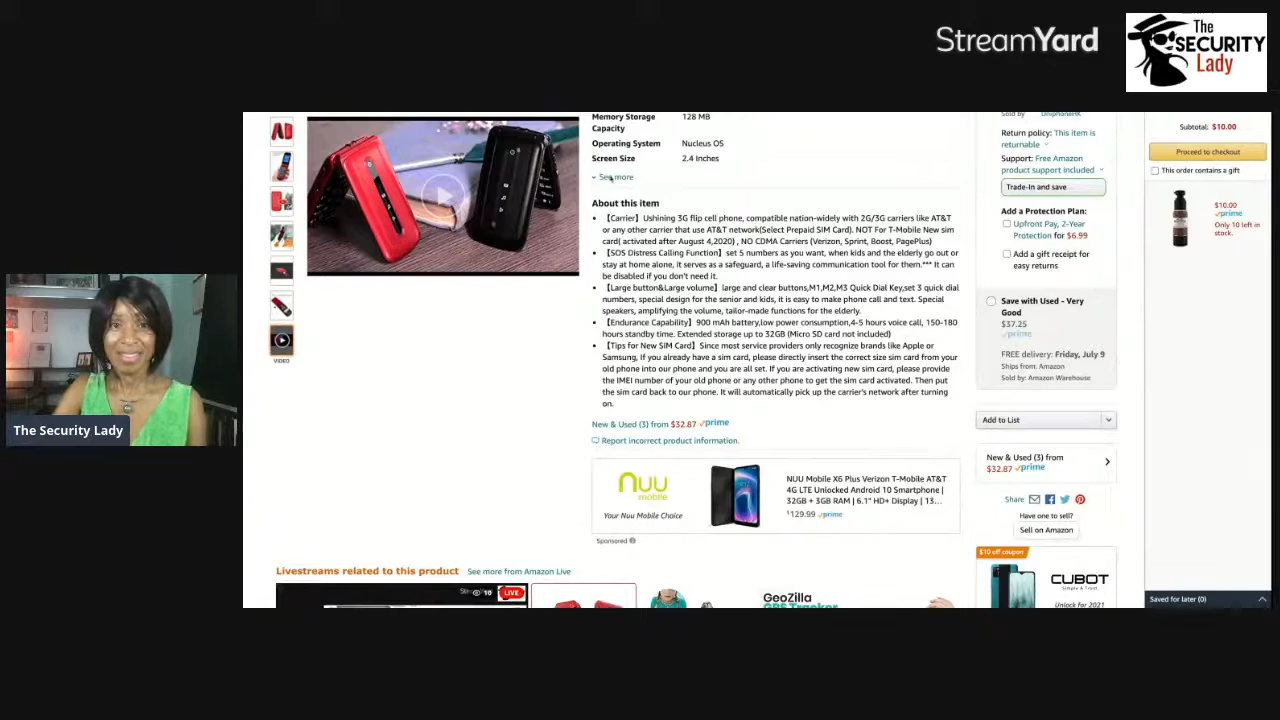 StreamYard
The
SECURITY
Lady
Memory Storage
Capacity
128 MB
Operating System
Nucleus OS
Screen Size
2.4 Inches
See more
About this item
【Carrier】Ushining 3G flip cell phone, compatible nation-widely with 2G/3G carriers like AT&T
or any other carrier that use AT&T network(Select Prepaid SIM Card). NOT For T-Mobile New sim
card( activated after August 4,2020) , NO CDMA Carriers (Verizon, Sprint, Boost, PagePlus)
【SOS Distress Calling Function】set 5 numbers as you want, when kids and the elderly go out or
stay at home alone, it serves as a safeguard, a life-saving communication tool for them.*** It can
be disabled if you don't need it.
【Large button&Large volume】large and clear buttons,M1,M2,M3 Quick Dial Key,set 3 quick dial
numbers, special design for the senior and kids, it is easy to make phone call and text. Special
speakers, amplifying the volume, tailor-made functions for the elderly.
【Endurance Capability】900 mAh battery,low power consumption,4-5 hours voice call, 150-180
hours standby time. Extended storage up to 32GB (Micro SD card not included)
【Tips for New SIM Card】Since most service providers only recognize brands like Apple or
Samsung, if you already have a sim card, please directly insert the correct size sim card from your
old phone into our phone and you are all set. If you are activating new sim card, please provide
the IMEI number of your old phone or any other phone to get the sim card activated. Then put
the sim card back to our phone. It will automatically pick up the carrier's network after turning
on.
New & Used (3) from $32.87 prime
Report incorrect product information.
nuu
mobile
Your Nuu Mobile Choice
NUU Mobile X6 Plus Verizon T-Mobile AT&T
4G LTE Unlocked Android 10 Smartphone |
32GB + 3GB RAM | 6.1" HD+ Display | 13...
$129.99 prime
Sponsored
Livestreams related to this product
See more from Amazon Live
10
LIVE
GeoZilla
GPS Tracker
VIDEO
The Security Lady
Sold by UniphoneHK
Return policy: This item is
returnable
Support: Free Amazon
product support included
Trade-In and save
Add a Protection Plan:
Upfront Pay, 2-Year
Protection for $6.99
Add a gift receipt for
easy returns
Save with Used - Very
Good
$37.25
prime
FREE delivery: Friday, July 9
Ships from: Amazon
Sold by: Amazon Warehouse
Add to List
New & Used (3) from
$32.87 prime
Share
Have one to sell?
Sell on Amazon
$10 off coupon
CUBOT
Simple & Trust.
Unlock for 2021
Subtotal: $10.00
Proceed to checkout
This order contains a gift
$10.00
prime
Only 10 left in
stock.
Saved for later (0)